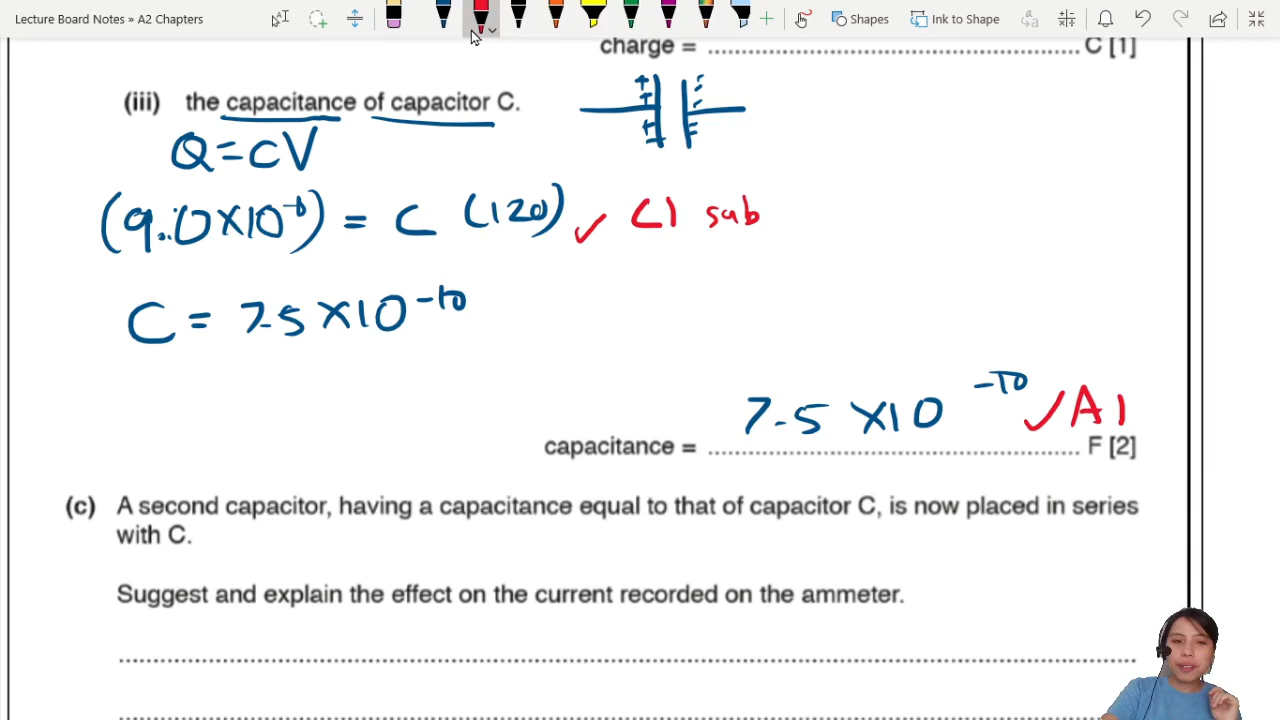 Lecture Board Notes » A2 Chapters
Shapes
Ink to Shape
charge = .......... C [1]
(iii) the capacitance of capacitor C.
Q=CV
(9.0×10⁻⁸) = C (120) ✓ C1 sub
C = 7.5 ×10⁻¹⁰
7.5 ×10⁻¹⁰ ✓ A1
capacitance = .......... F [2]
(c) A second capacitor, having a capacitance equal to that of capacitor C, is now placed in series
with C.
Suggest and explain the effect on the current recorded on the ammeter.